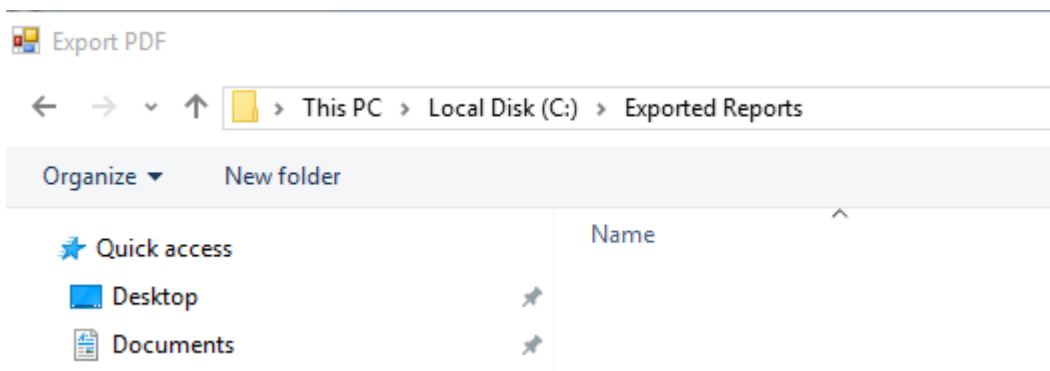 Export PDF
This PC > Local Disk (C:) > Exported Reports
Organize New folder
Name
Quick access
Desktop
Documents